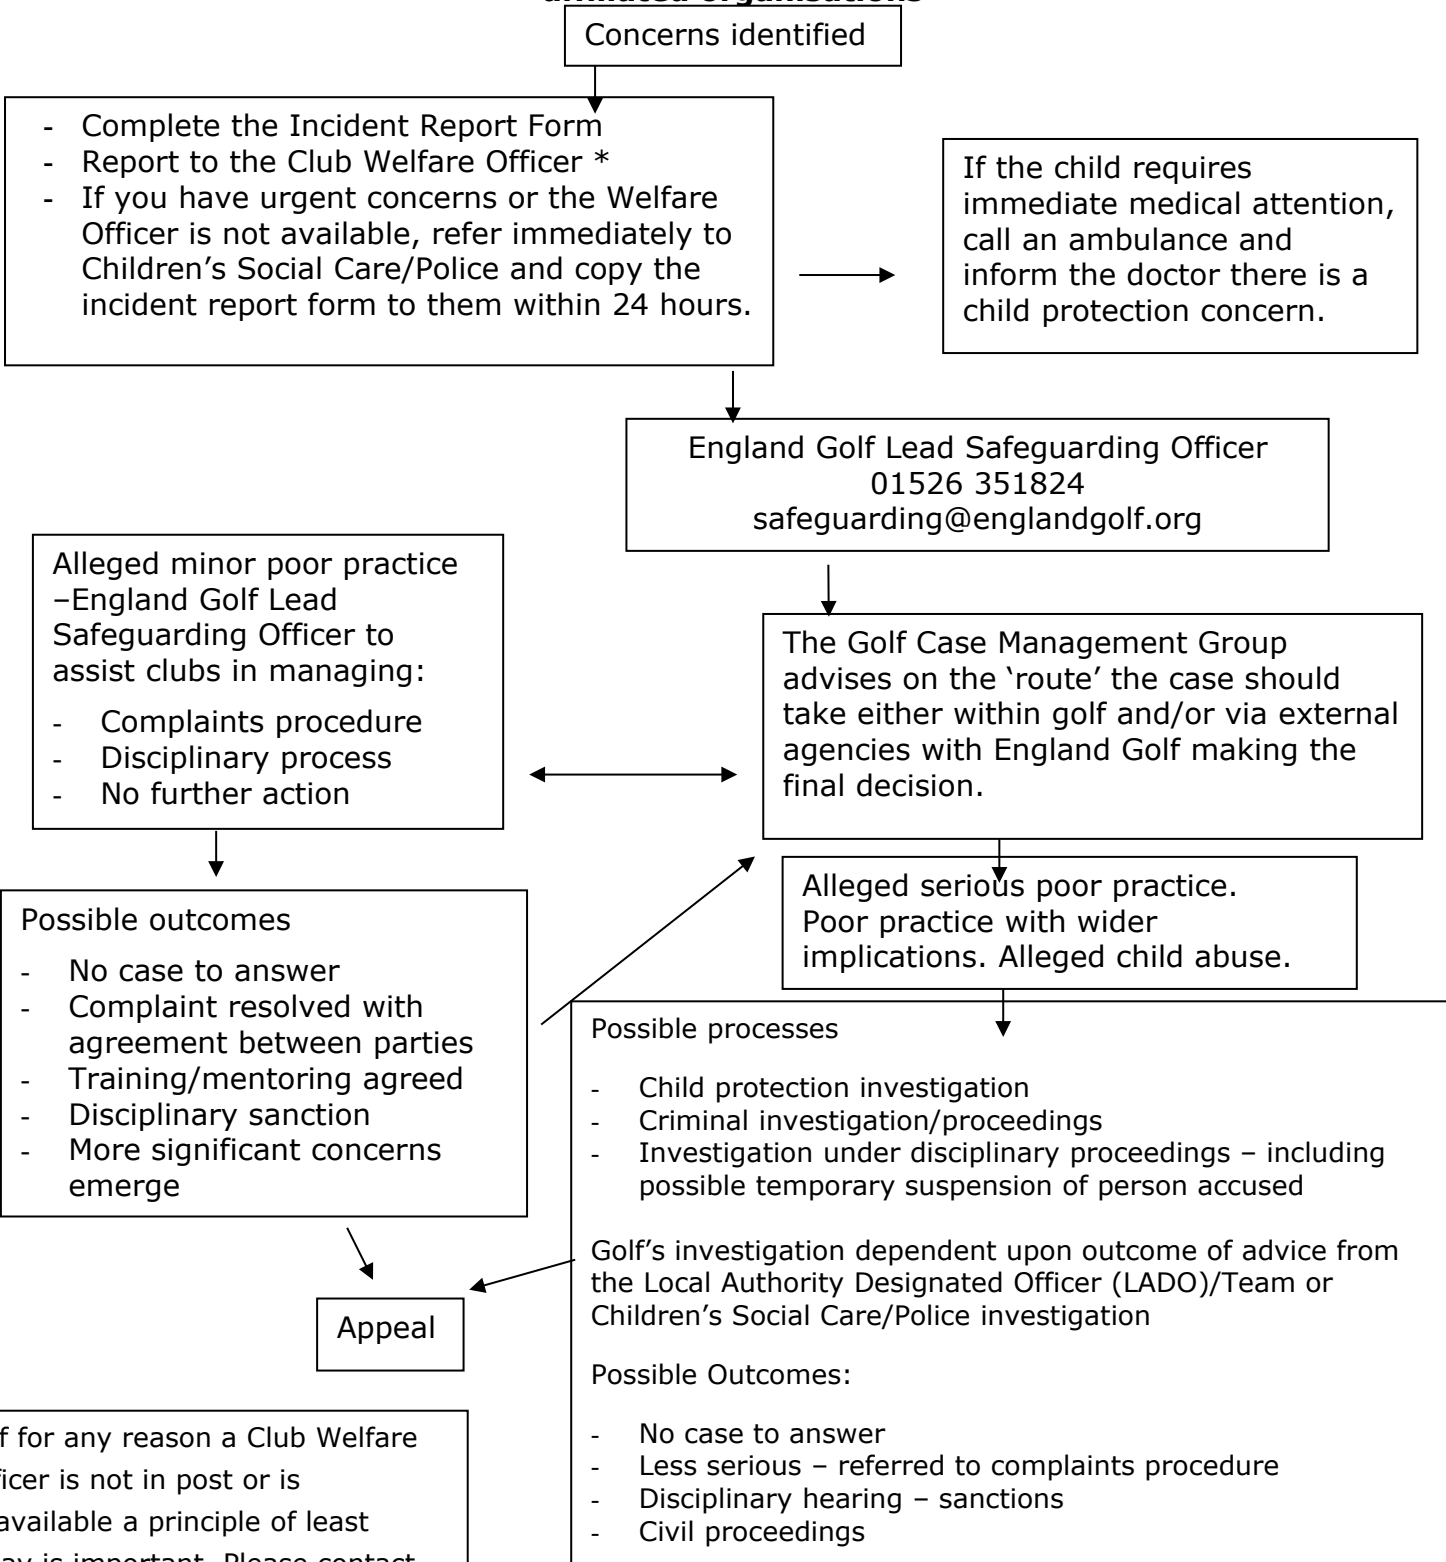 affiliated organisations
Concerns identified
- Complete the Incident Report Form
- Report to the Club Welfare Officer *
- If you have urgent concerns or the Welfare
Officer is not available, refer immediately to
Children’s Social Care/Police and copy the
incident report form to them within 24 hours.
If the child requires
immediate medical attention,
call an ambulance and
inform the doctor there is a
child protection concern.
England Golf Lead Safeguarding Officer
01526 351824
safeguarding@englandgolf.org
Alleged minor poor practice
–England Golf Lead
Safeguarding Officer to
assist clubs in managing:
- Complaints procedure
- Disciplinary process
- No further action
The Golf Case Management Group
advises on the ‘route’ the case should
take either within golf and/or via external
agencies with England Golf making the
final decision.
Alleged serious poor practice.
Poor practice with wider
implications. Alleged child abuse.
Possible outcomes
- No case to answer
- Complaint resolved with
agreement between parties
- Training/mentoring agreed
- Disciplinary sanction
- More significant concerns
emerge
Possible processes
- Child protection investigation
- Criminal investigation/proceedings
- Investigation under disciplinary proceedings – including
possible temporary suspension of person accused
Golf’s investigation dependent upon outcome of advice from
the Local Authority Designated Officer (LADO)/Team or
Children’s Social Care/Police investigation
Possible Outcomes:
- No case to answer
- Less serious – referred to complaints procedure
- Disciplinary hearing – sanctions
- Civil proceedings
Appeal
f for any reason a Club Welfare
ficer is not in post or is
available a principle of least
ay is important. Please contact